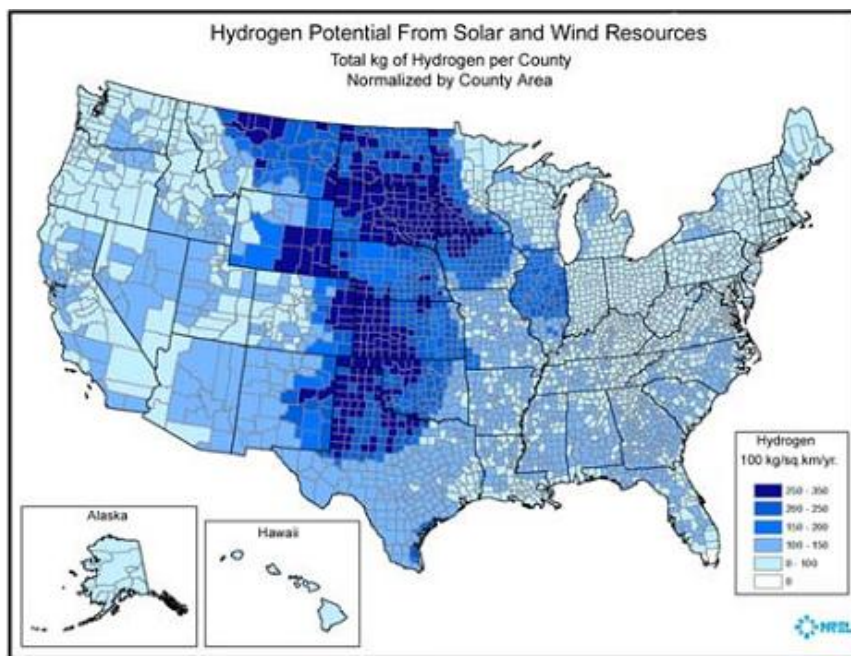 Hydrogen Potential From Solar and Wind Resources
Total kg of Hydrogen per County
Normalized by County Area
Hydrogen
100 kg/sq.km/yr.
250 - 350
200 - 250
150 - 200
100 - 150
0 - 100
0
Alaska
Hawaii
NREL